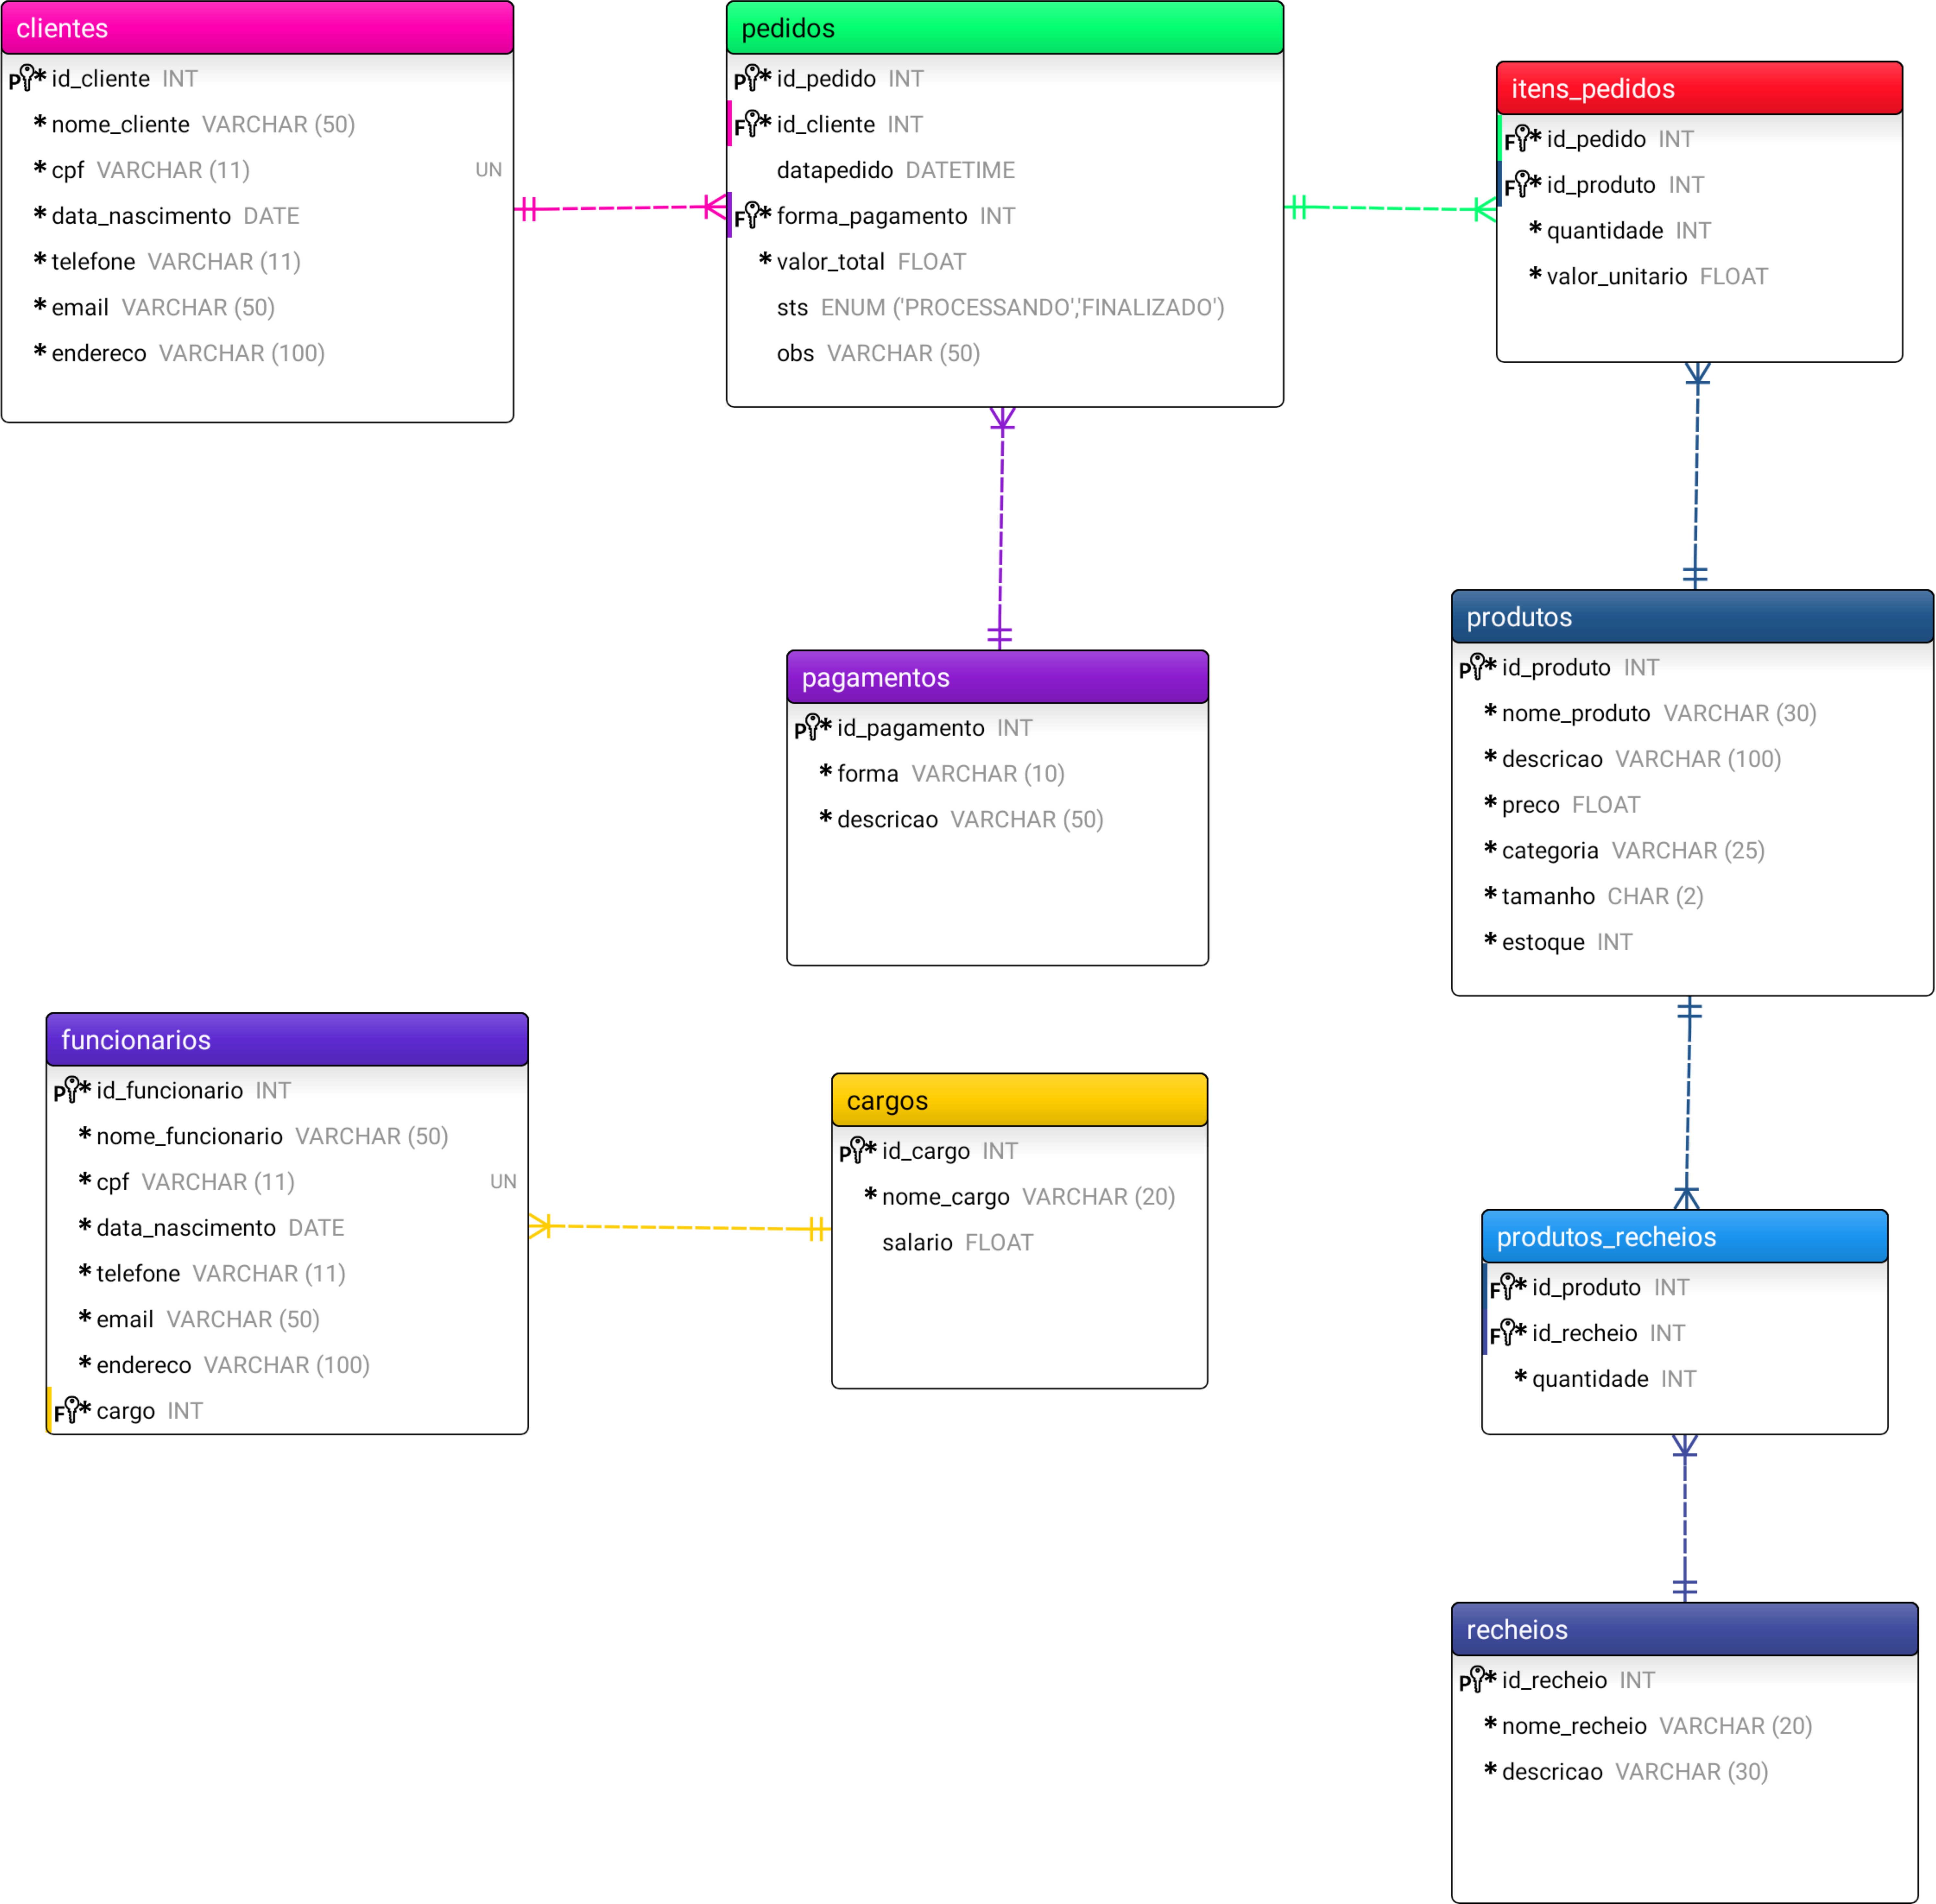 clientes
P* id_cliente INT
* nome_cliente VARCHAR (50)
* cpf VARCHAR (11) UN
* data_nascimento DATE
* telefone VARCHAR (11)
* email VARCHAR (50)
* endereco VARCHAR (100)
pedidos
P* id_pedido INT
F* id_cliente INT
datapedido DATETIME
F* forma_pagamento INT
* valor_total FLOAT
sts ENUM ('PROCESSANDO','FINALIZADO')
obs VARCHAR (50)
itens_pedidos
F* id_pedido INT
F* id_produto INT
* quantidade INT
* valor_unitario FLOAT
pagamentos
P* id_pagamento INT
* forma VARCHAR (10)
* descricao VARCHAR (50)
produtos
P* id_produto INT
* nome_produto VARCHAR (30)
* descricao VARCHAR (100)
* preco FLOAT
* categoria VARCHAR (25)
* tamanho CHAR (2)
* estoque INT
funcionarios
P* id_funcionario INT
* nome_funcionario VARCHAR (50)
* cpf VARCHAR (11) UN
* data_nascimento DATE
* telefone VARCHAR (11)
* email VARCHAR (50)
* endereco VARCHAR (100)
F* cargo INT
cargos
P* id_cargo INT
* nome_cargo VARCHAR (20)
salario FLOAT
produtos_recheios
F* id_produto INT
F* id_recheio INT
* quantidade INT
recheios
P* id_recheio INT
* nome_recheio VARCHAR (20)
* descricao VARCHAR (30)